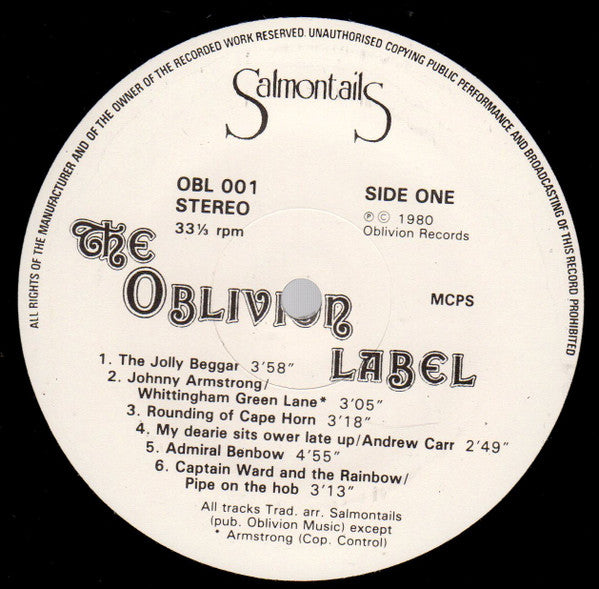 ALL RIGHTS OF THE MANUFACTURER AND OF THE OWNER OF THE RECORDED WORK RESERVED. UNAUTHORISED COPYING PUBLIC PERFORMANCE AND BROADCASTING OF THIS RECORD PROHIBITED
Salmontails
OBL 001
STEREO
33⅓ rpm
SIDE ONE
℗ © 1980
Oblivion Records
THE
OBLIVION
LABEL
MCPS
1. The Jolly Beggar 3'58"
2. Johnny Armstrong/
Whittingham Green Lane* 3'05"
3. Rounding of Cape Horn 3'18"
4. My dearie sits ower late up/Andrew Carr 2'49"
5. Admiral Benbow 4'55"
6. Captain Ward and the Rainbow/
Pipe on the hob 3'13"
All tracks Trad. arr. Salmontails
(pub. Oblivion Music) except
* Armstrong (Cop. Control)